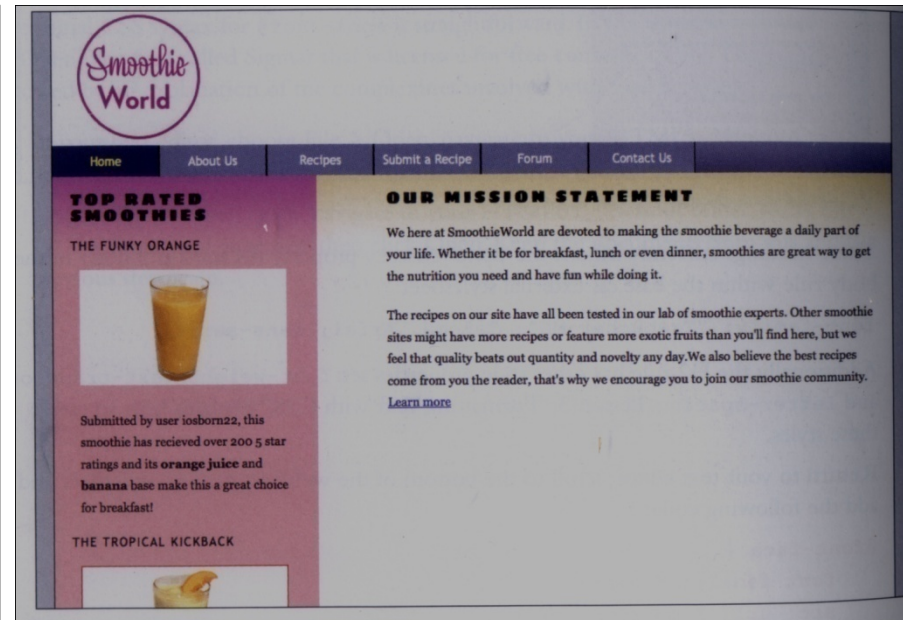 Smoothie
World
Home About Us Recipes Submit a Recipe Forum Contact Us
TOP RATED
SMOOTHIES
THE FUNKY ORANGE
Submitted by user iosborn22, this
smoothie has recieved over 200 5 star
ratings and its orange juice and
banana base make this a great choice
for breakfast!
THE TROPICAL KICKBACK
OUR MISSION STATEMENT
We here at SmoothieWorld are devoted to making the smoothie beverage a daily part of
your life. Whether it be for breakfast, lunch or even dinner, smoothies are great way to get
the nutrition you need and have fun while doing it.
The recipes on our site have all been tested in our lab of smoothie experts. Other smoothie
sites might have more recipes or feature more exotic fruits than you'll find here, but we
feel that quality beats out quantity and novelty any day.We also believe the best recipes
come from you the reader, that's why we encourage you to join our smoothie community.
Learn more